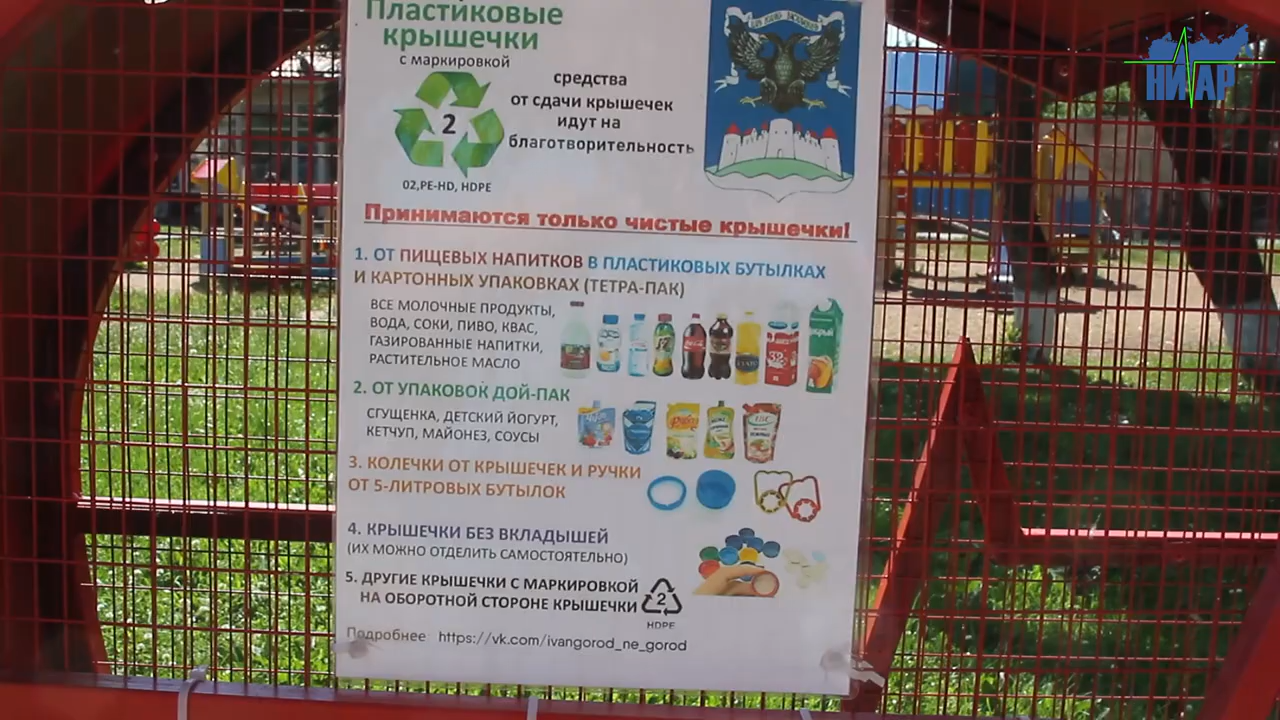 Пластиковые
крышечки
с маркировкой
2
02,PE-HD, HDPE
средства
от сдачи крышечек
идут на
благотворительность
НИТАР
Принимаются только чистые крышечки!
1. ОТ ПИЩЕВЫХ НАПИТКОВ В ПЛАСТИКОВЫХ БУТЫЛКАХ
И КАРТОННЫХ УПАКОВКАХ (ТЕТРА-ПАК)
ВСЕ МОЛОЧНЫЕ ПРОДУКТЫ,
ВОДА, СОКИ, ПИВО, КВАС,
ГАЗИРОВАННЫЕ НАПИТКИ,
РАСТИТЕЛЬНОЕ МАСЛО
2. ОТ УПАКОВОК ДОЙ-ПАК
СГУЩЕНКА, ДЕТСКИЙ ЙОГУРТ,
КЕТЧУП, МАЙОНЕЗ, СОУСЫ
3. КОЛЕЧКИ ОТ КРЫШЕЧЕК И РУЧКИ
ОТ 5-ЛИТРОВЫХ БУТЫЛОК
4. КРЫШЕЧКИ БЕЗ ВКЛАДЫШЕЙ
(ИХ МОЖНО ОТДЕЛИТЬ САМОСТОЯТЕЛЬНО)
5. ДРУГИЕ КРЫШЕЧКИ С МАРКИРОВКОЙ
НА ОБОРОТНОЙ СТОРОНЕ КРЫШЕЧКИ
2
HDPE
Подробнее https://vk.com/ivangorod_ne_gorod